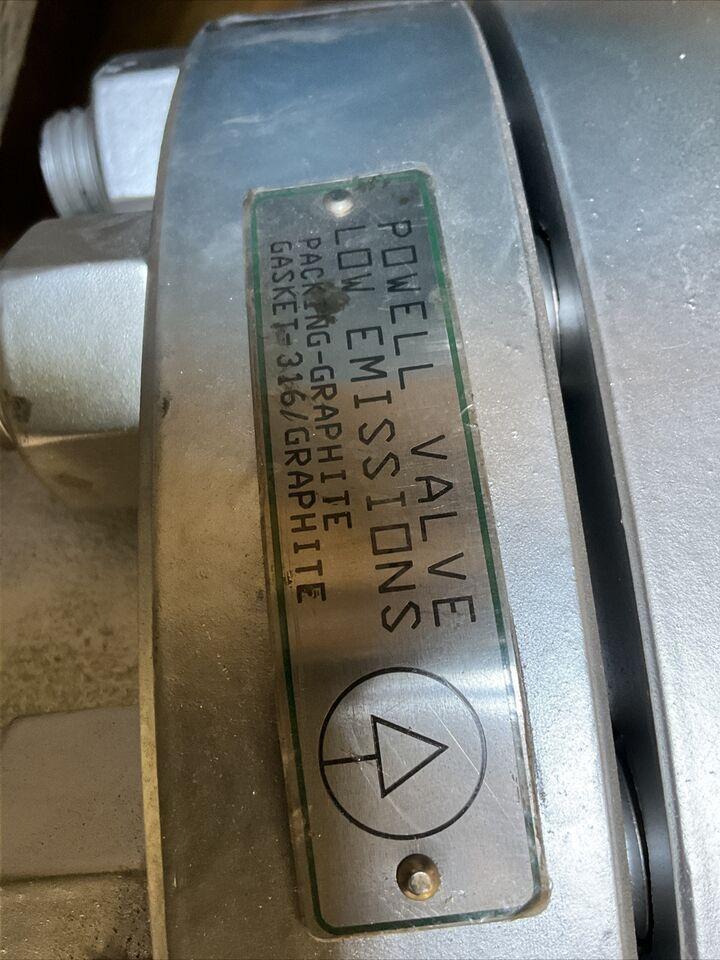 POWELL VALVE
LOW EMISSIONS
PACKING-GRAPHITE
GASKET-316/GRAPHITE